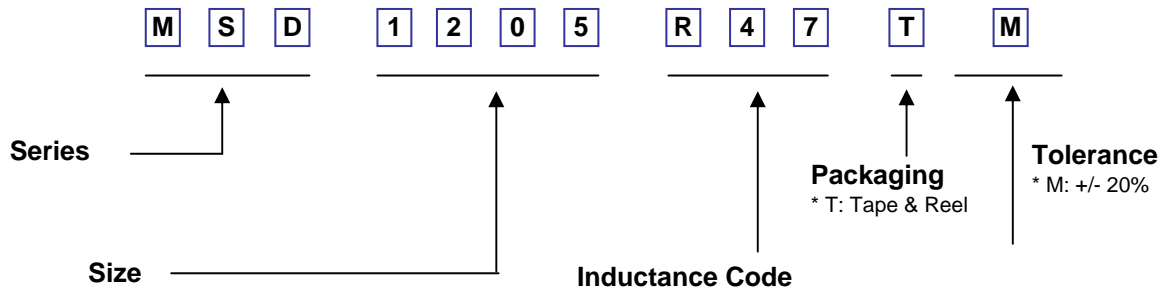 M S D 1 2 0 5 R 4 7 T M
Series
Size
Inductance Code
Packaging
* T: Tape & Reel
Tolerance
* M: +/- 20%